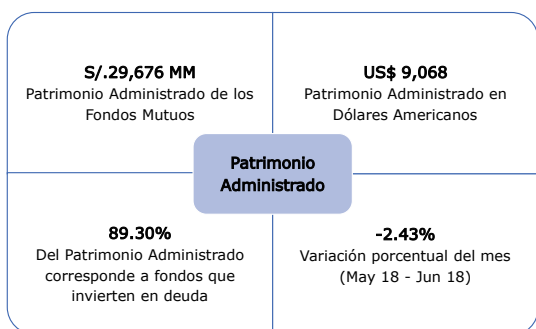 S/.29,676 MM
Patrimonio Administrado de los
Fondos Mutuos
US$ 9,068
Patrimonio Administrado en
Dólares Americanos
Patrimonio
Administrado
89.30%
Del Patrimonio Administrado
corresponde a fondos que
invierten en deuda
-2.43%
Variación porcentual del mes
(May 18 - Jun 18)